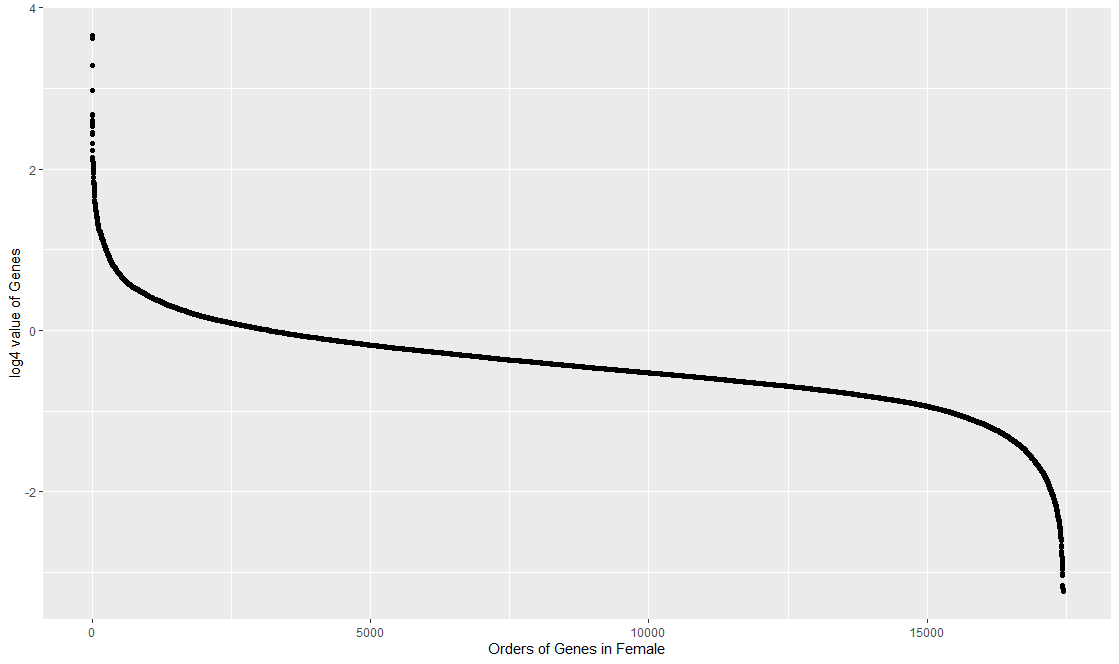 4
2
0
-2
log4 value of Genes
0 5000 10000 15000
Orders of Genes in Female